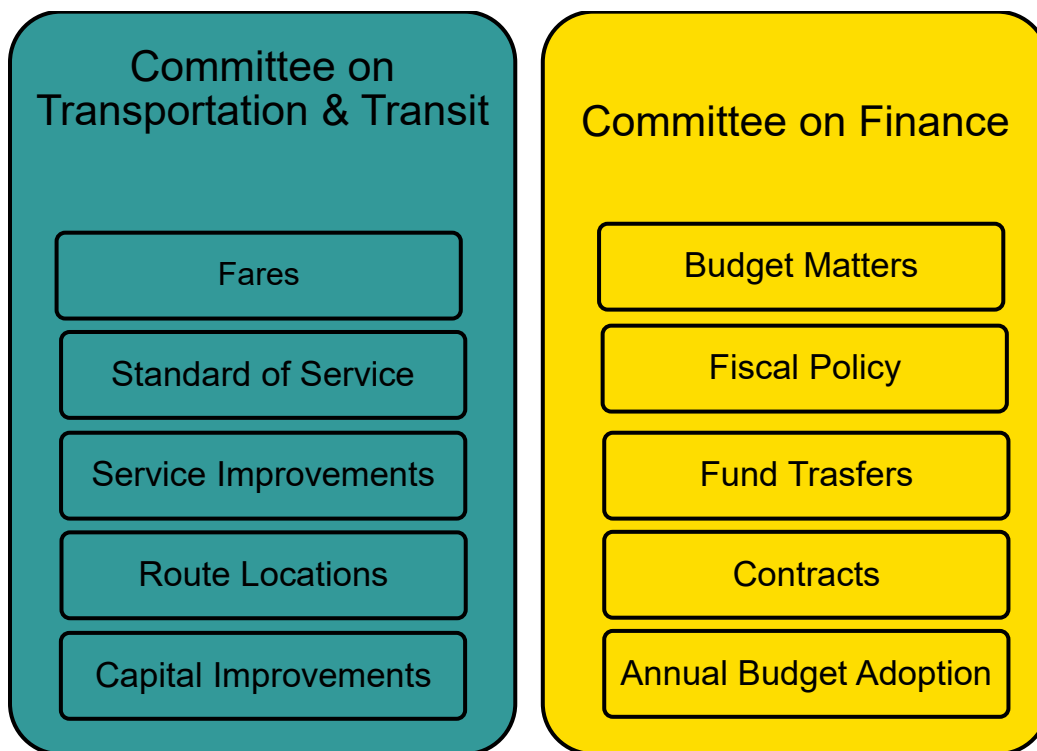 Committee on
Transportation & Transit
Fares
Standard of Service
Service Improvements
Route Locations
Capital Improvements
Committee on Finance
Budget Matters
Fiscal Policy
Fund Trasfers
Contracts
Annual Budget Adoption